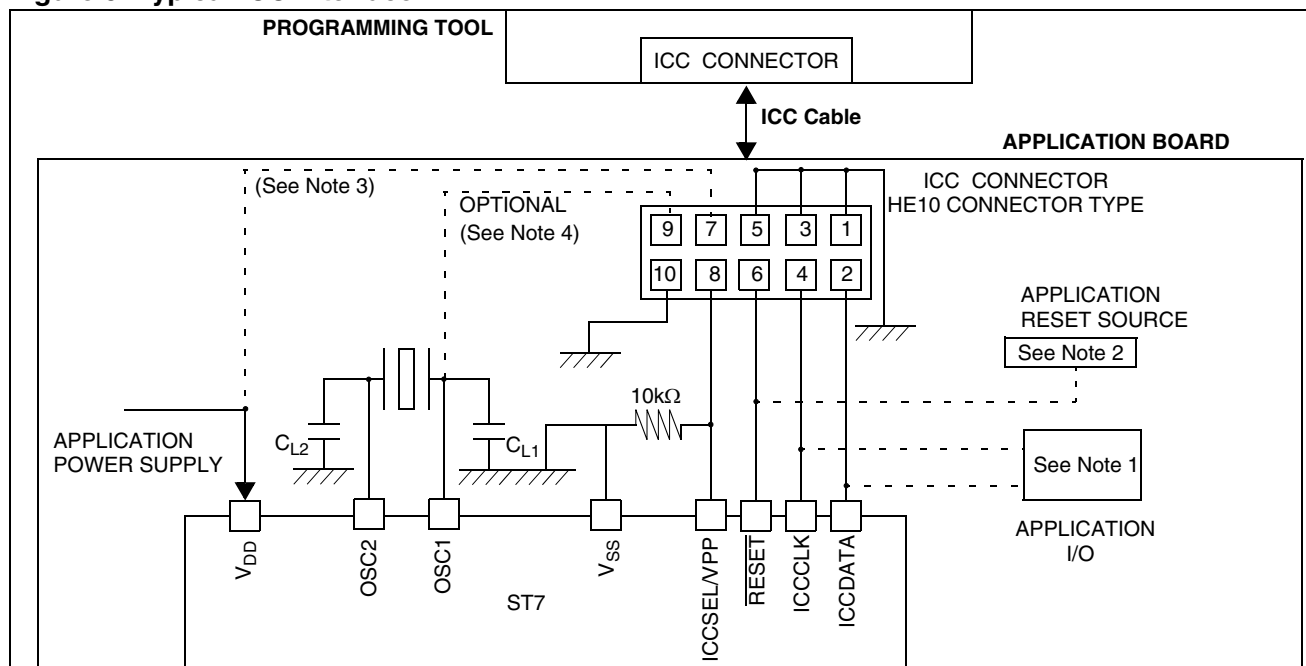 PROGRAMMING TOOL
ICC CONNECTOR
ICC Cable
APPLICATION BOARD
(See Note 3)
OPTIONAL
(See Note 4)
ICC CONNECTOR
HE10 CONNECTOR TYPE
9 7 5 3 1
10 8 6 4 2
APPLICATION
RESET SOURCE
See Note 2
10kΩ
APPLICATION
POWER SUPPLY
CL2
CL1
See Note 1
APPLICATION
I/O
VDD
OSC2
OSC1
VSS
ICCSEL/VPP
RESET
ICCCLK
ICCDATA
ST7